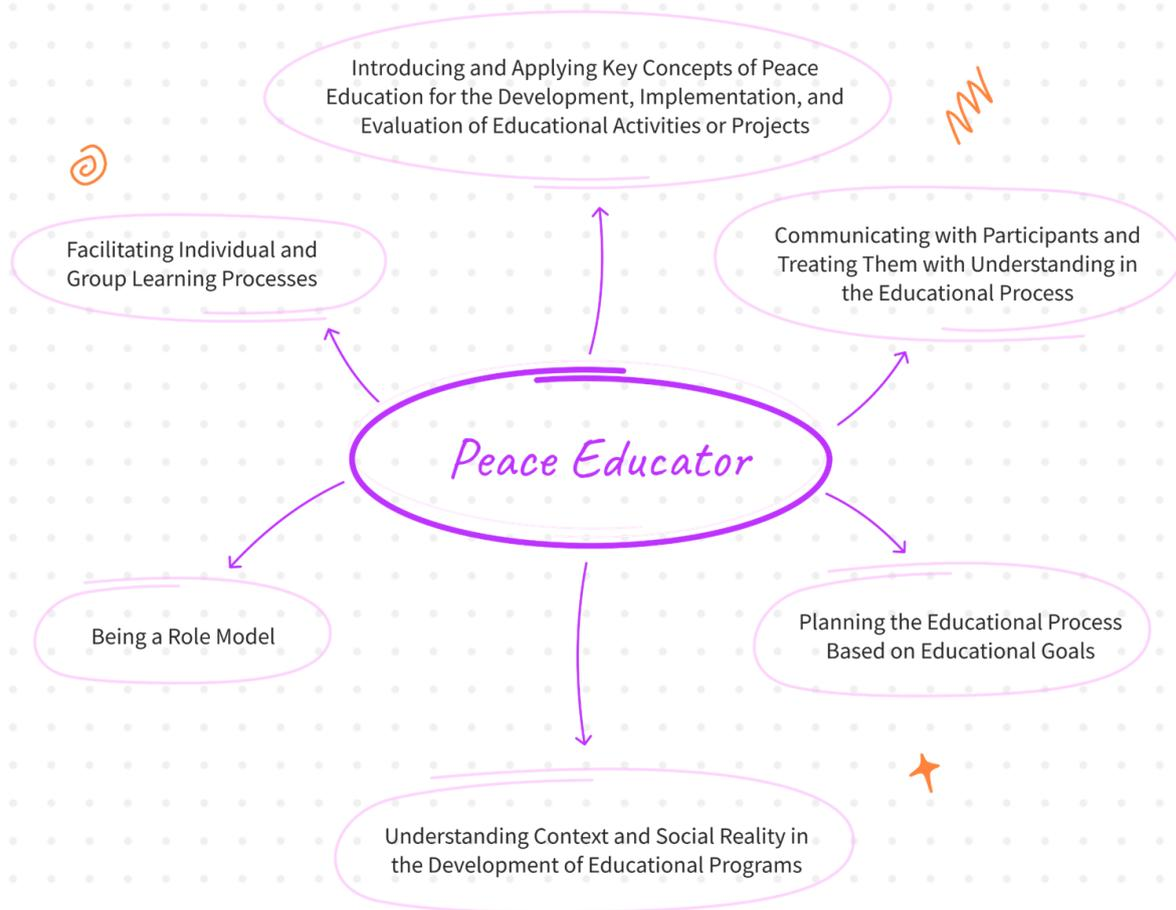 Introducing and Applying Key Concepts of Peace
Education for the Development, Implementation, and
Evaluation of Educational Activities or Projects
Facilitating Individual and
Group Learning Processes
Communicating with Participants and
Treating Them with Understanding in
the Educational Process
Peace Educator
Being a Role Model
Planning the Educational Process
Based on Educational Goals
Understanding Context and Social Reality in
the Development of Educational Programs